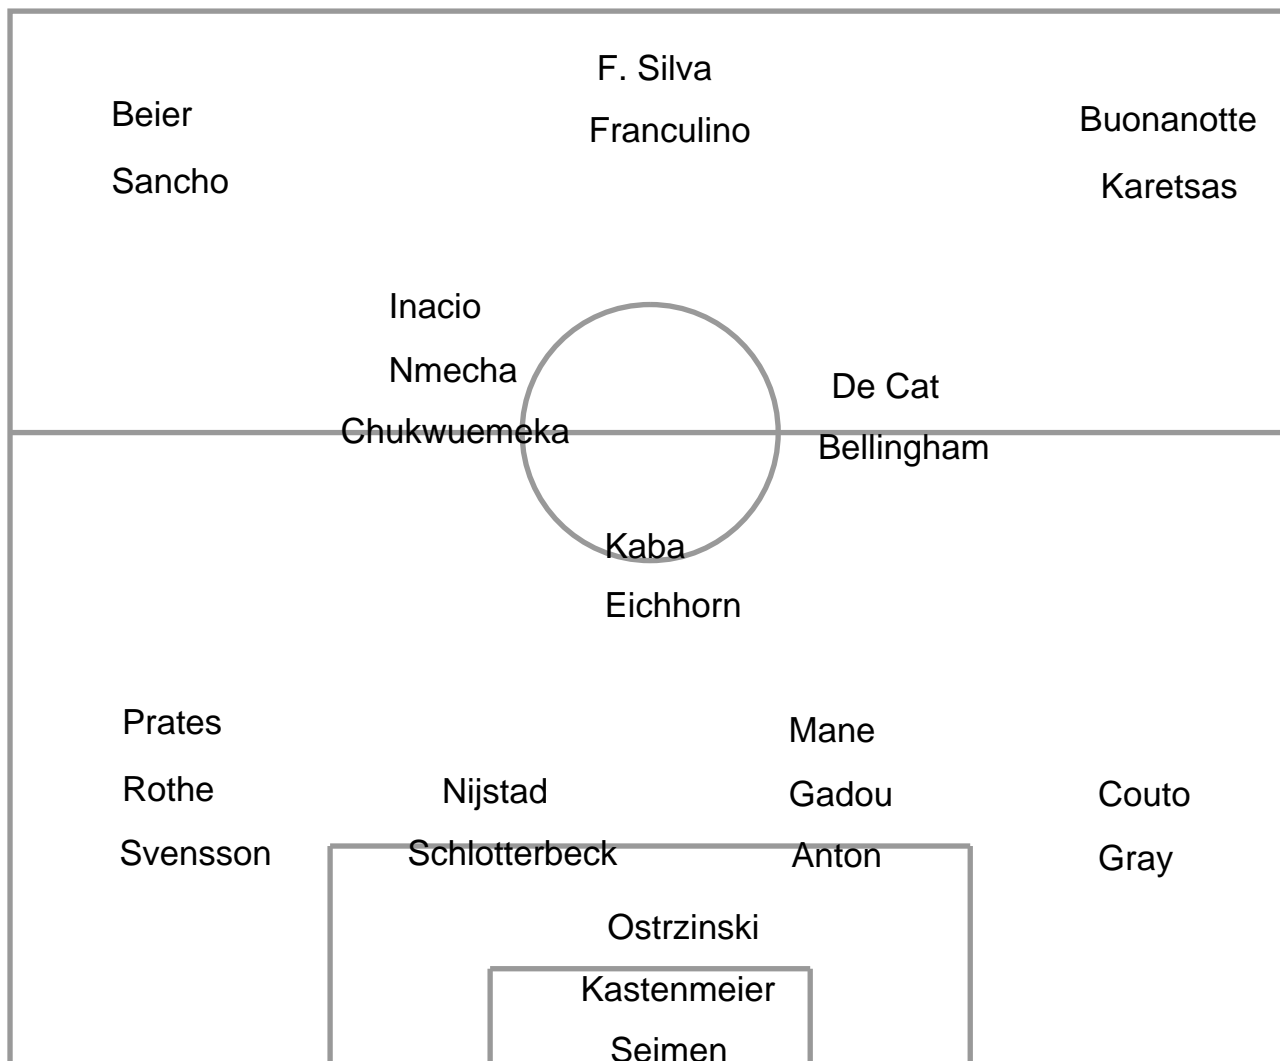 F. Silva
Beier
Buonanotte
Franculino
Sancho
Karetsas
Inacio
Nmecha
De Cat
Chukwuemeka
Bellingham
Kaba
Eichhorn
Prates
Mane
Rothe
Nijstad
Gadou
Couto
Svensson
Schlotterbeck
Anton
Gray
Ostrzinski
Kastenmeier
Seimen